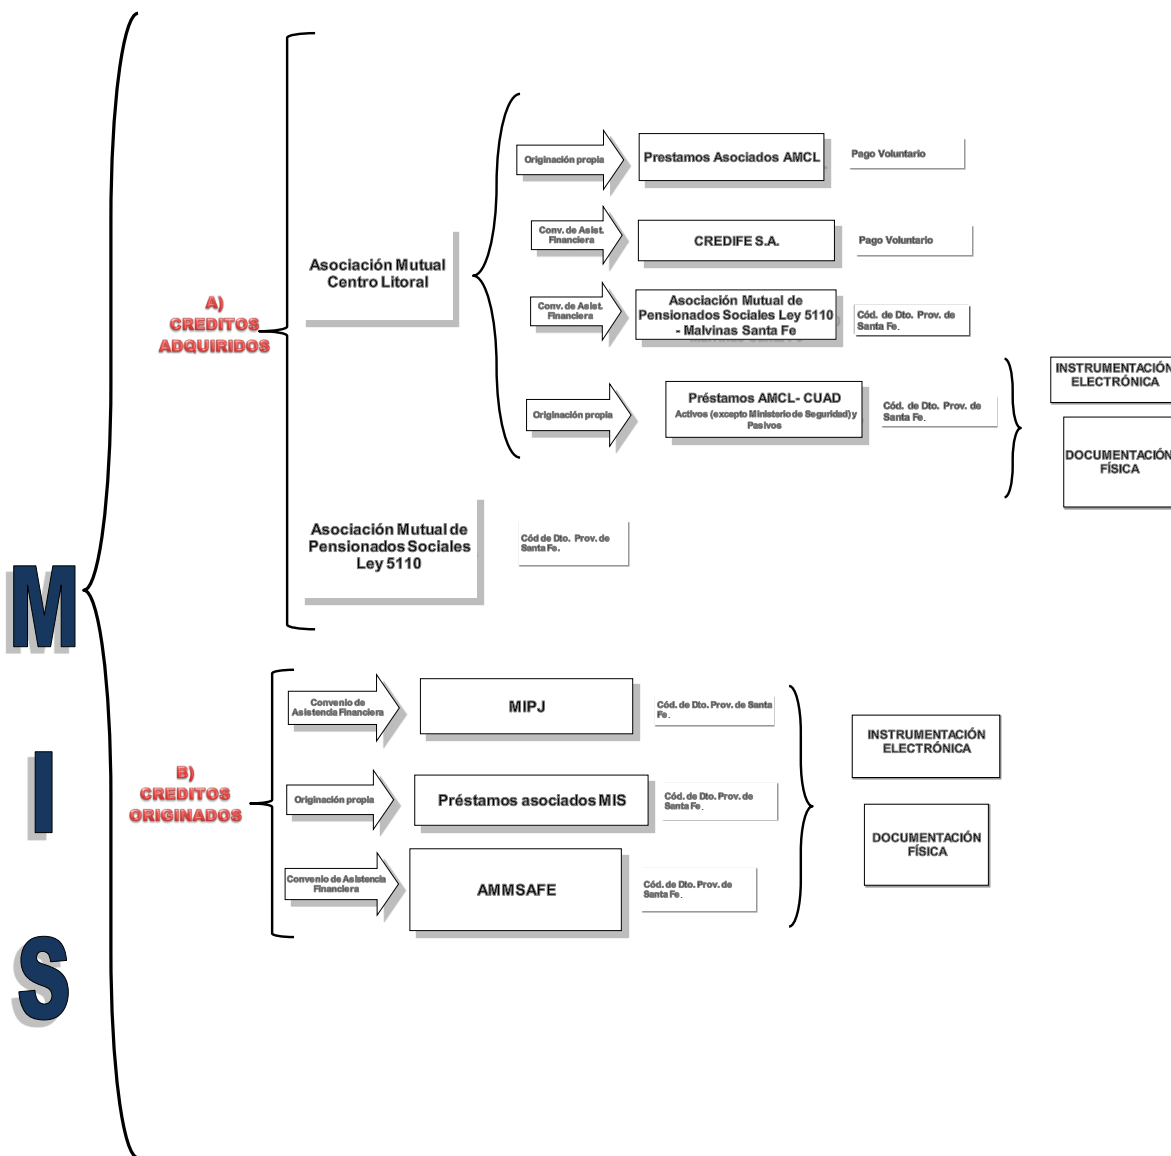 M
I
S
A)
CREDITOS
ADQUIRIDOS
Asociación Mutual
Centro Litoral
Originación propia
Prestamos Asociados AMCL
Pago Voluntario
Conv. de Asist.
Financiera
CREDIFE S.A.
Pago Voluntario
Conv. de Asist.
Financiera
Asociación Mutual de
Pensionados Sociales Ley 5110
- Malvinas Santa Fe
Cód. de Dto. Prov. de
Santa Fe.
Originación propia
Préstamos AMCL- CUAD
Activos (excepto Ministerio de Seguridad) y
Pasivos
Cód. de Dto. Prov. de
Santa Fe.
INSTRUMENTACIÓN
ELECTRÓNICA
DOCUMENTACIÓN
FÍSICA
Asociación Mutual de
Pensionados Sociales
Ley 5110
Cód de Dto. Prov. de
Santa Fe.
B)
CREDITOS
ORIGINADOS
Convenio de
Asistencia Financiera
MIPJ
Cód. de Dto. Prov. de Santa
Fe.
Originación propia
Préstamos asociados MIS
Cód. de Dto. Prov. de
Santa Fe.
Convenio de Asistencia
Financiera
AMMSAFE
Cód. de Dto. Prov. de
Santa Fe.
INSTRUMENTACIÓN
ELECTRÓNICA
DOCUMENTACIÓN
FÍSICA